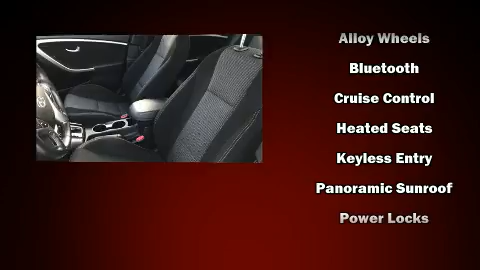 Alloy Wheels
Bluetooth
Cruise Control
Heated Seats
Keyless Entry
Panoramic Sunroof
Power Locks